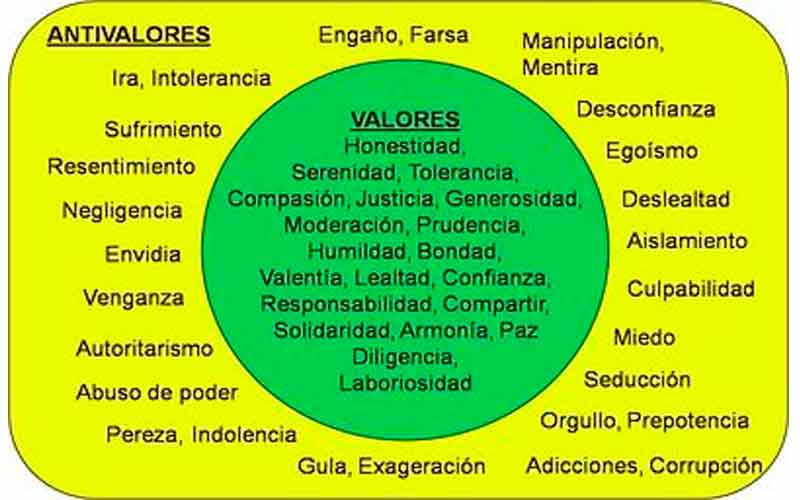 ANTIVALORES
Engaño, Farsa
Manipulación,
Mentira
Ira, Intolerancia
Sufrimiento
Resentimiento
Negligencia
Envidia
Venganza
Autoritarismo
Abuso de poder
Pereza, Indolencia
VALORES
Honestidad,
Serenidad, Tolerancia,
Compasión, Justicia, Generosidad,
Moderación, Prudencia,
Humildad, Bondad,
Valentía, Lealtad, Confianza,
Responsabilidad, Compartir,
Solidaridad, Armonía, Paz
Diligencia,
Laboriosidad
Desconfianza
Egoísmo
Deslealtad
Aislamiento
Culpabilidad
Miedo
Seducción
Orgullo, Prepotencia
Gula, Exageración
Adicciones, Corrupción